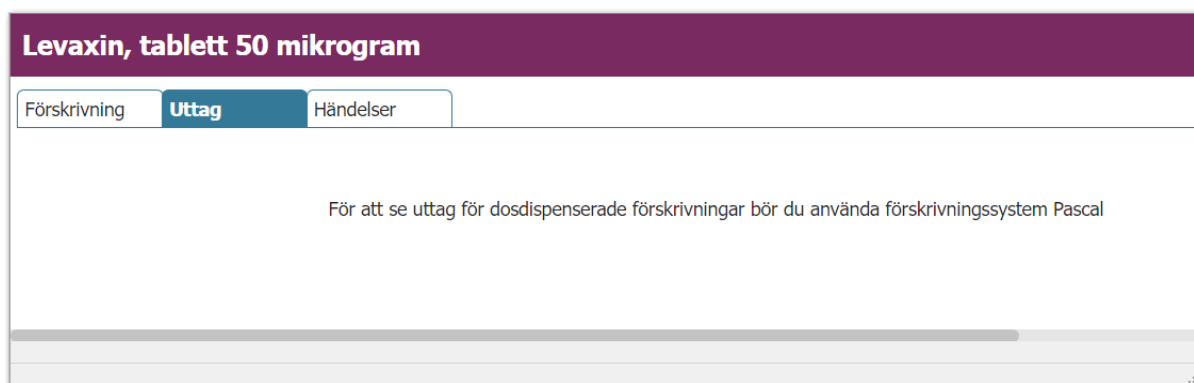 Levaxin, tablett 50 mikrogram
Förskrivning Uttag Händelser
För att se uttag för dosdispenserade förskrivningar bör du använda förskrivningssystem Pascal